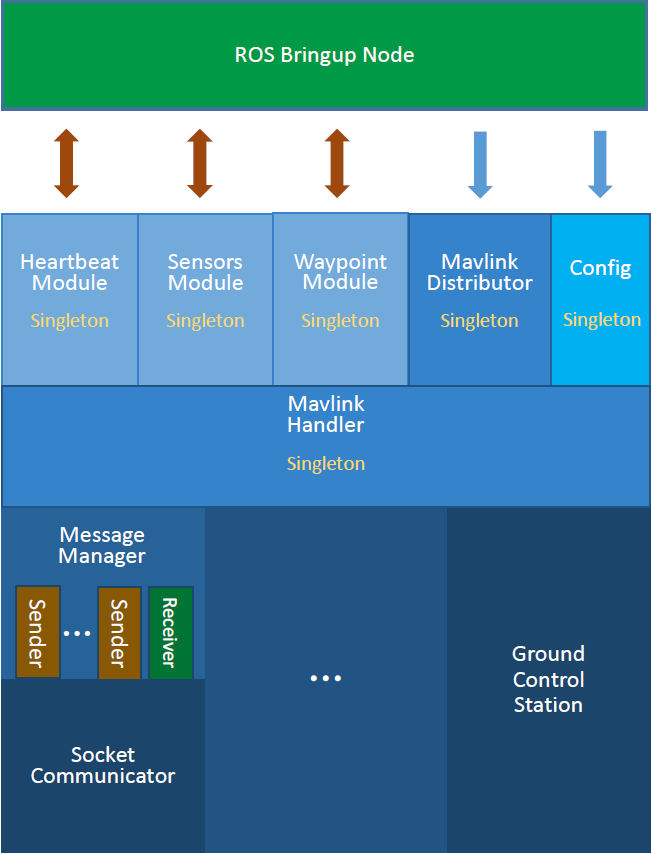 ROS Bringup Node
Heartbeat
Module
Singleton
Sensors
Module
Singleton
Waypoint
Module
Singleton
Mavlink
Distributor
Singleton
Config
Singleton
Mavlink
Handler
Singleton
Message
Manager
Sender
...
Sender
Receiver
Socket
Communicator
...
Ground
Control
Station